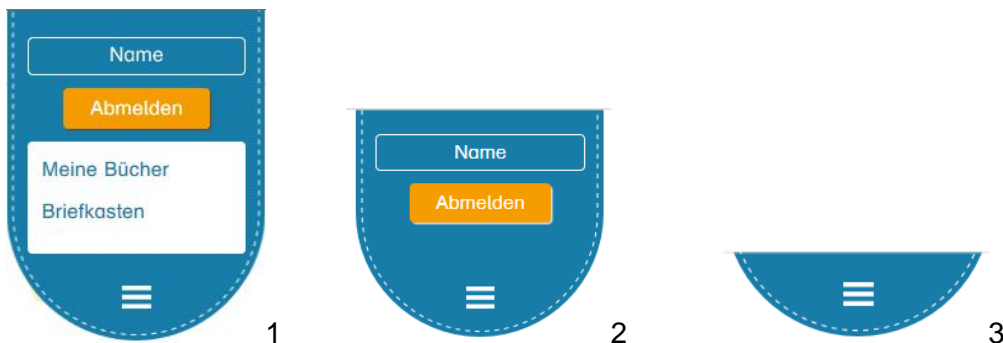 Name
Abmelden
Meine Bücher
Briefkasten
1
Name
Abmelden
2
3